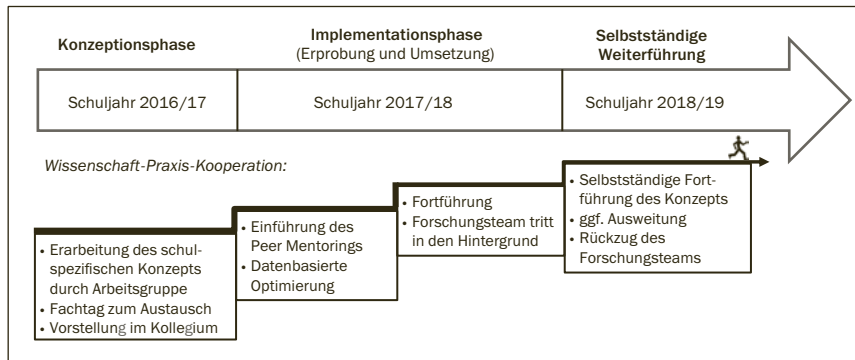 Konzeptionsphase
Implementationsphase
(Erprobung und Umsetzung)
Selbstständige
Weiterführung
Schuljahr 2016/17
Schuljahr 2017/18
Schuljahr 2018/19
Wissenschaft-Praxis-Kooperation:
• Erarbeitung des schul-
spezifischen Konzepts
durch Arbeitsgruppe
• Fachtag zum Austausch
• Vorstellung im Kollegium
• Einführung des
Peer Mentorings
• Datenbasierte
Optimierung
• Fortführung
• Forschungsteam tritt
in den Hintergrund
• Selbstständige Fort-
führung des Konzepts
• ggf. Ausweitung
• Rückzug des
Forschungsteams